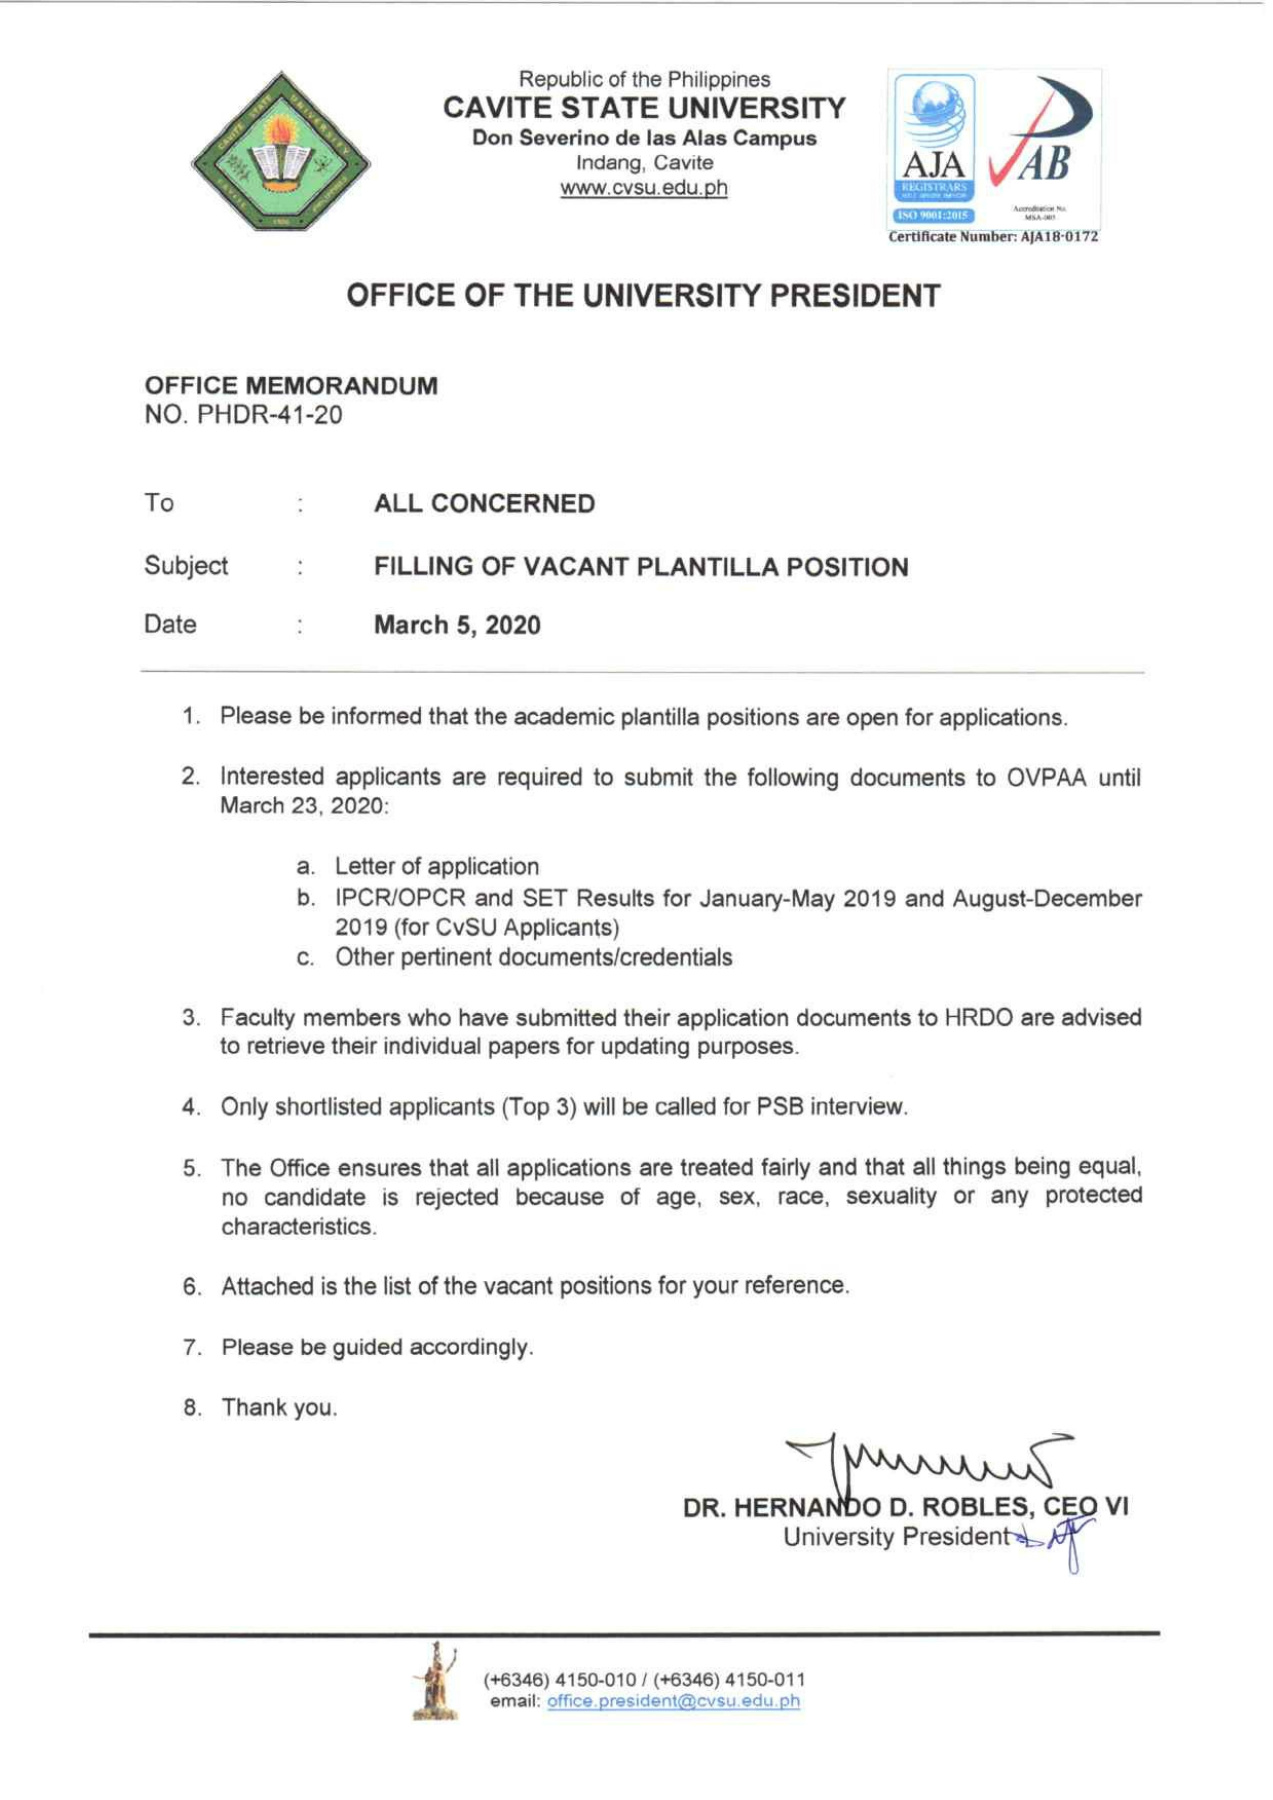 Republic of the Philippines
CAVITE STATE UNIVERSITY
Don Severino de las Alas Campus
Indang, Cavite
www.cvsu.edu.ph
CAVITE STATE UNIVERSITY
AJA
REGISTRARS
ISO 9001:2015
PAB
Accreditation No.
MSA-001
Certificate Number: AJA18-0172
OFFICE OF THE UNIVERSITY PRESIDENT
OFFICE MEMORANDUM
NO. PHDR-41-20
To : ALL CONCERNED
Subject : FILLING OF VACANT PLANTILLA POSITION
Date : March 5, 2020
1. Please be informed that the academic plantilla positions are open for applications.
2. Interested applicants are required to submit the following documents to OVPAA until
March 23, 2020:
a. Letter of application
b. IPCR/OPCR and SET Results for January-May 2019 and August-December
2019 (for CvSU Applicants)
c. Other pertinent documents/credentials
3. Faculty members who have submitted their application documents to HRDO are advised
to retrieve their individual papers for updating purposes.
4. Only shortlisted applicants (Top 3) will be called for PSB interview.
5. The Office ensures that all applications are treated fairly and that all things being equal,
no candidate is rejected because of age, sex, race, sexuality or any protected
characteristics.
6. Attached is the list of the vacant positions for your reference.
7. Please be guided accordingly.
8. Thank you.
DR. HERNANDO D. ROBLES, CEO VI
University President
(+6346) 4150-010 / (+6346) 4150-011
email: office.president@cvsu.edu.ph